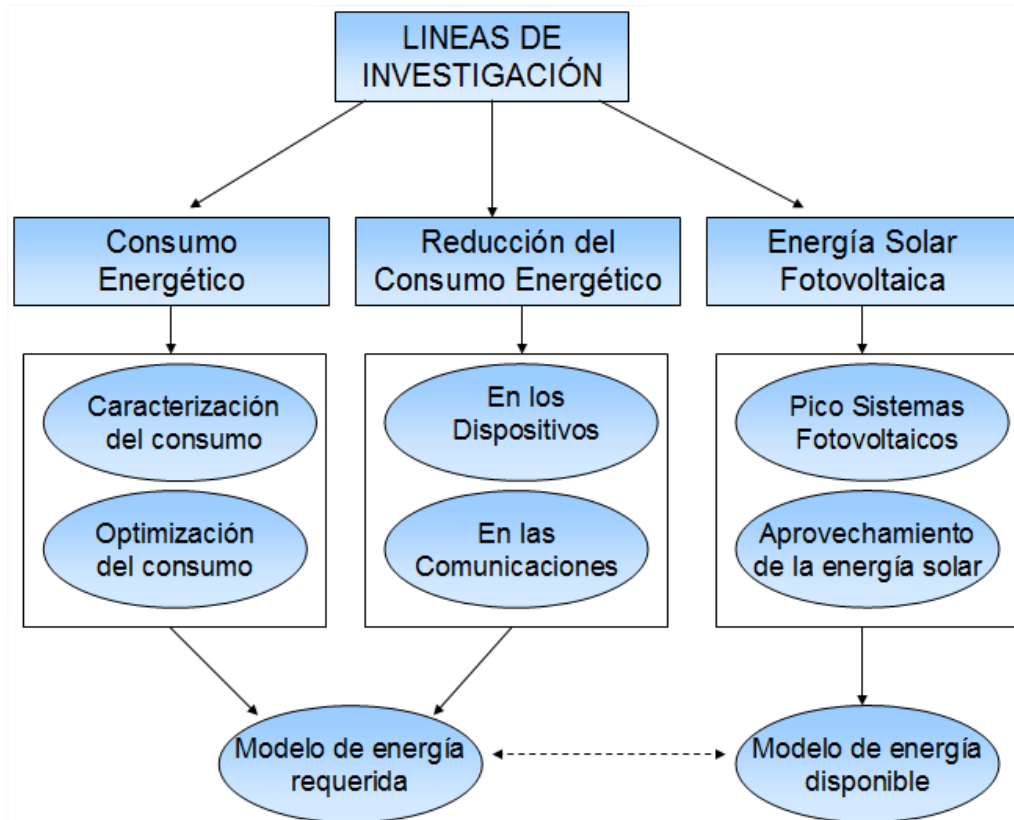 LINEAS DE
INVESTIGACIÓN
Consumo
Energético
Reducción del
Consumo Energético
Energía Solar
Fotovoltaica
Caracterización
del consumo
Optimización
del consumo
En los
Dispositivos
En las
Comunicaciones
Pico Sistemas
Fotovoltaicos
Aprovechamiento
de la energía solar
Modelo de energía
requerida
Modelo de energía
disponible